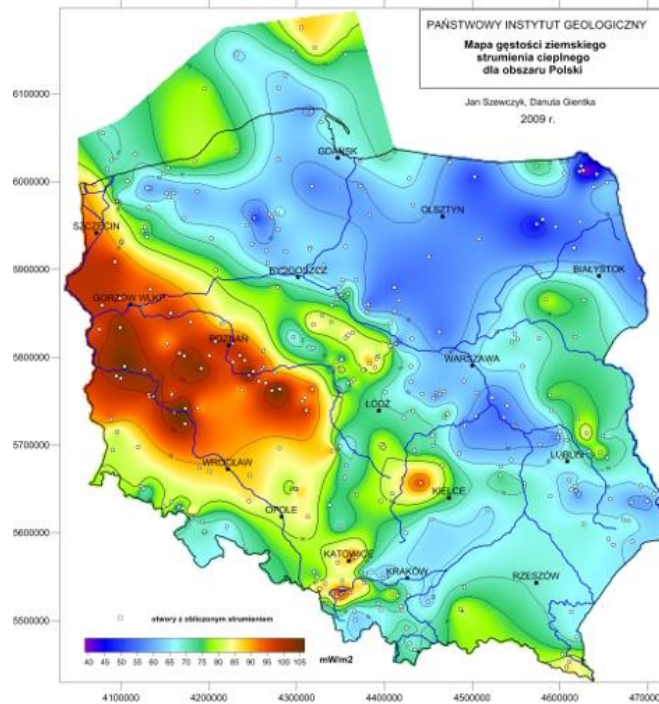 PAŃSTWOWY INSTYTUT GEOLOGICZNY
Mapa gęstości ziemskiego
strumienia cieplnego
dla obszaru Polski
Jan Szewczyk, Danuta Gientka
2009 r.
6100000
GDAŃSK
6000000
OLSZTYN
SZCZECIN
5900000
BYDGOSZCZ
BIAŁYSTOK
GORZÓW WLKP
POZNAŃ
5800000
WARSZAWA
ŁÓDŹ
5700000
LUBLIN
WROCŁAW
KIELCE
5600000
OPOLE
KATOWICE
KRAKÓW
RZESZÓW
5500000
otwory z obliczonym strumieniem
40 45 50 55 60 65 70 75 80 85 90 95 100 105
mW/m2
4100000 4200000 4300000 4400000 4500000 4600000 470000